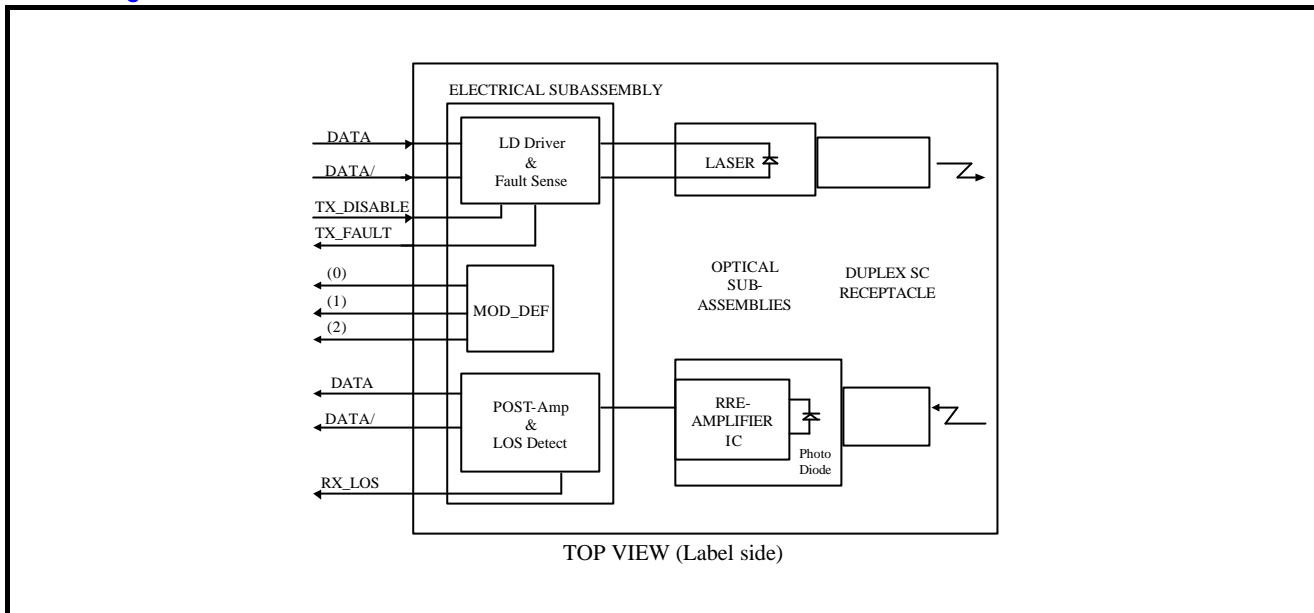 ELECTRICAL SUBASSEMBLY
DATA
DATA/
TX_DISABLE
TX_FAULT
LD Driver
&
Fault Sense
LASER
(0)
(1)
(2)
MOD_DEF
OPTICAL
SUB-
ASSEMBLIES
DUPLEX SC
RECEPTACLE
DATA
DATA/
RX_LOS
POST-Amp
&
LOS Detect
RRE-
AMPLIFIER
IC
Photo
Diode
TOP VIEW (Label side)